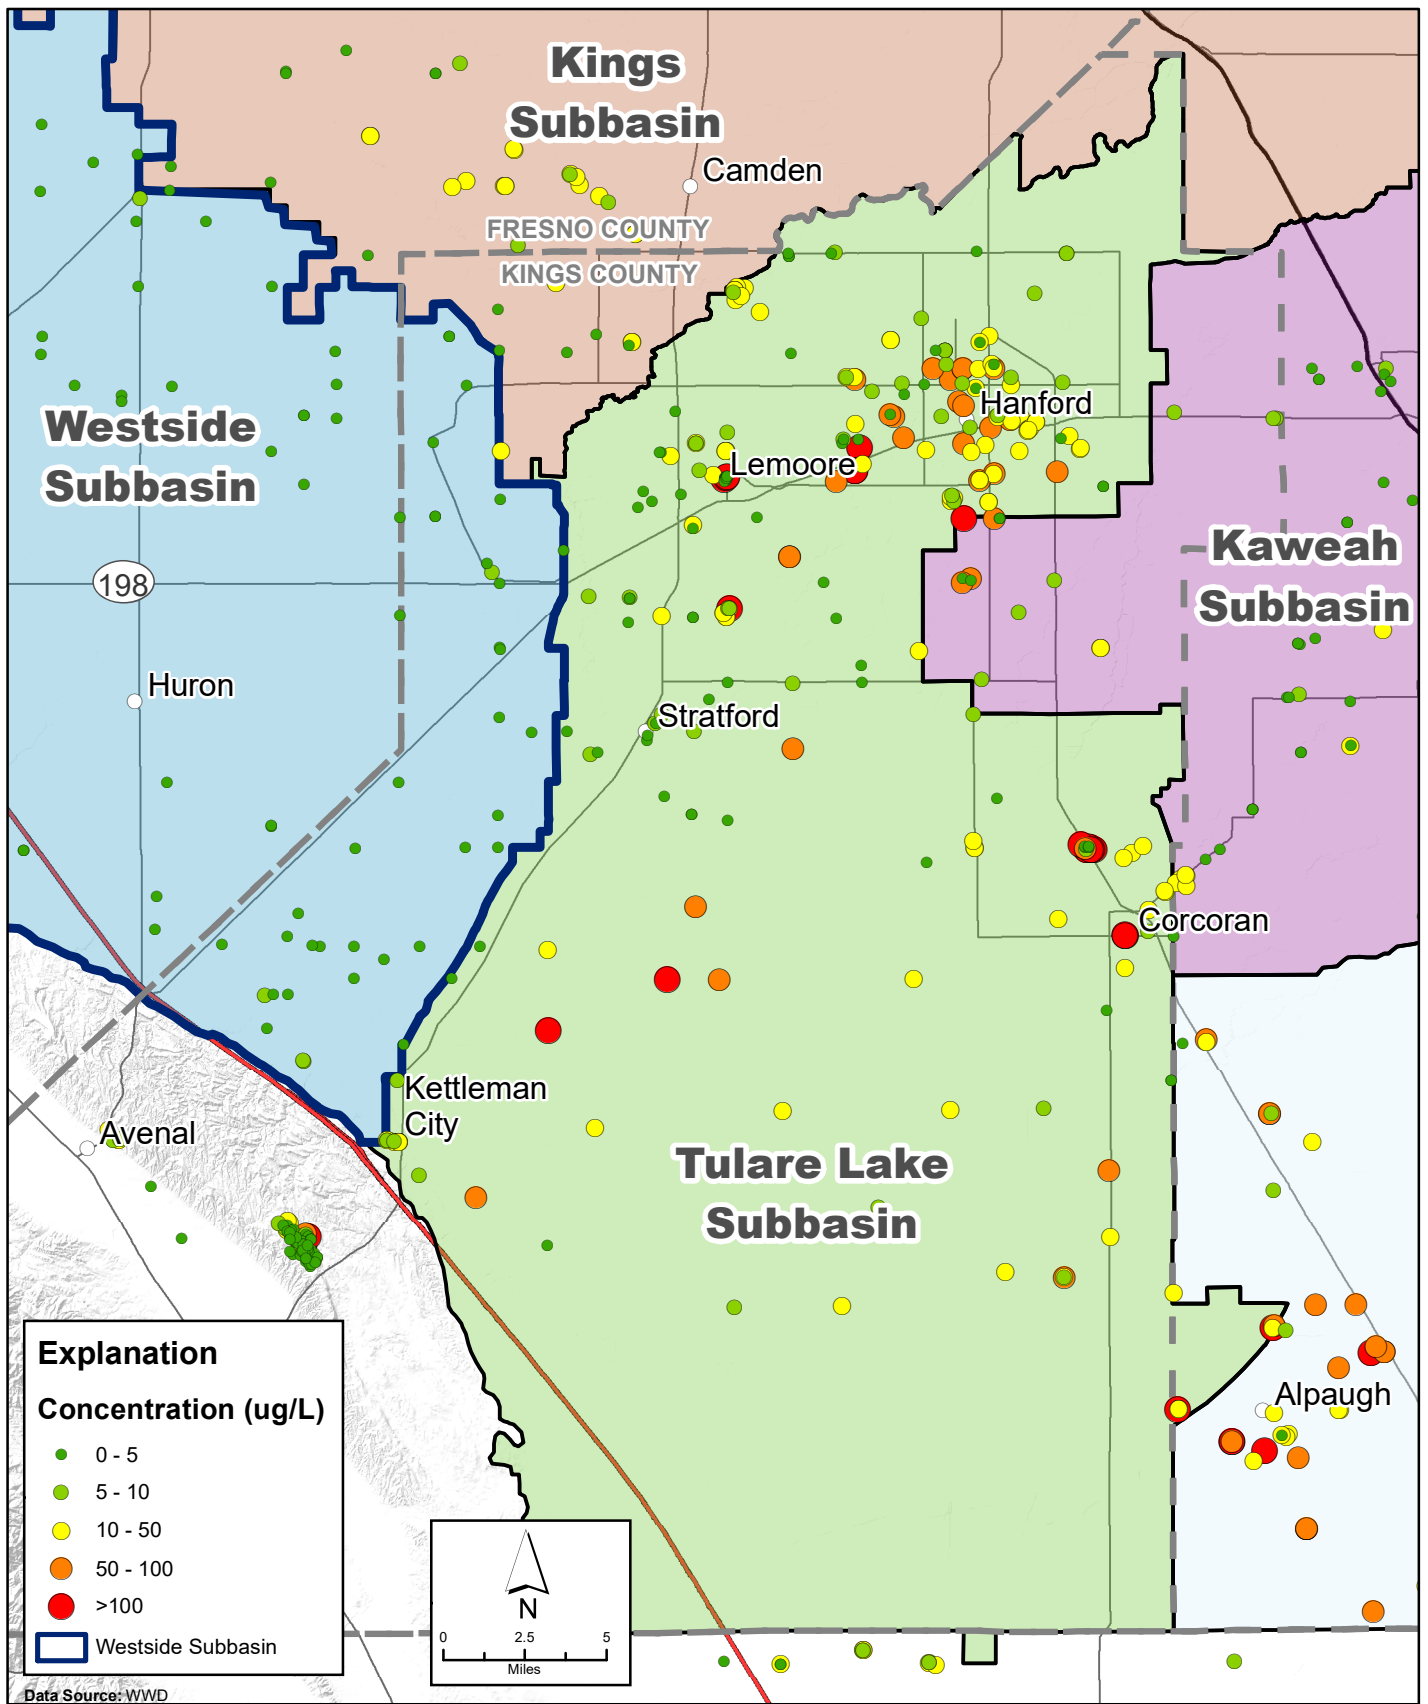 Kings
Subbasin
Camden
FRESNO COUNTY
KINGS COUNTY
Westside
Subbasin
Hanford
Lemoore
Kaweah
Subbasin
198
Huron
Stratford
Corcoran
Kettleman
City
Avenal
Tulare Lake
Subbasin
Alpaugh
Explanation
Concentration (ug/L)
0 - 5
5 - 10
10 - 50
50 - 100
>100
Westside Subbasin
N
0 2.5 5
Miles
Data Source: WWD